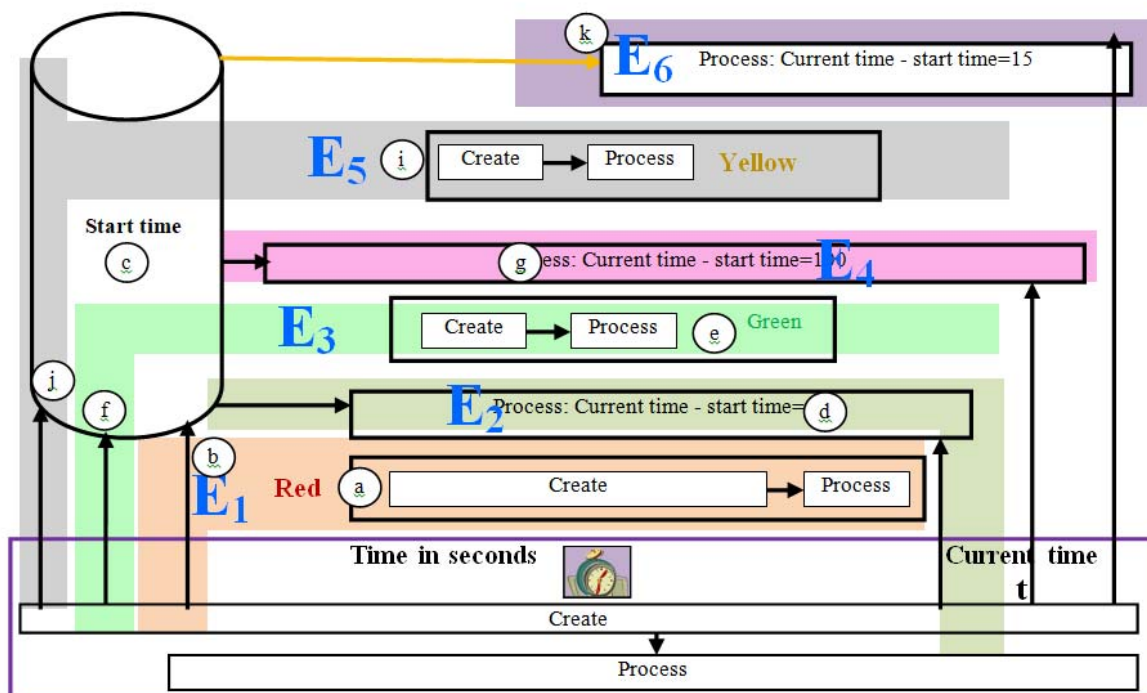 k
E6
Process: Current time - start time=15
E5
i
Create
Process
Yellow
Start time
c
g
ess: Current time - start time=1
0
E4
E3
Create
Process
e
Green
j
f
E2
Process: Current time - start time=
d
b
E1
Red
a
Create
Process
Time in seconds
Current time
t
Create
Process